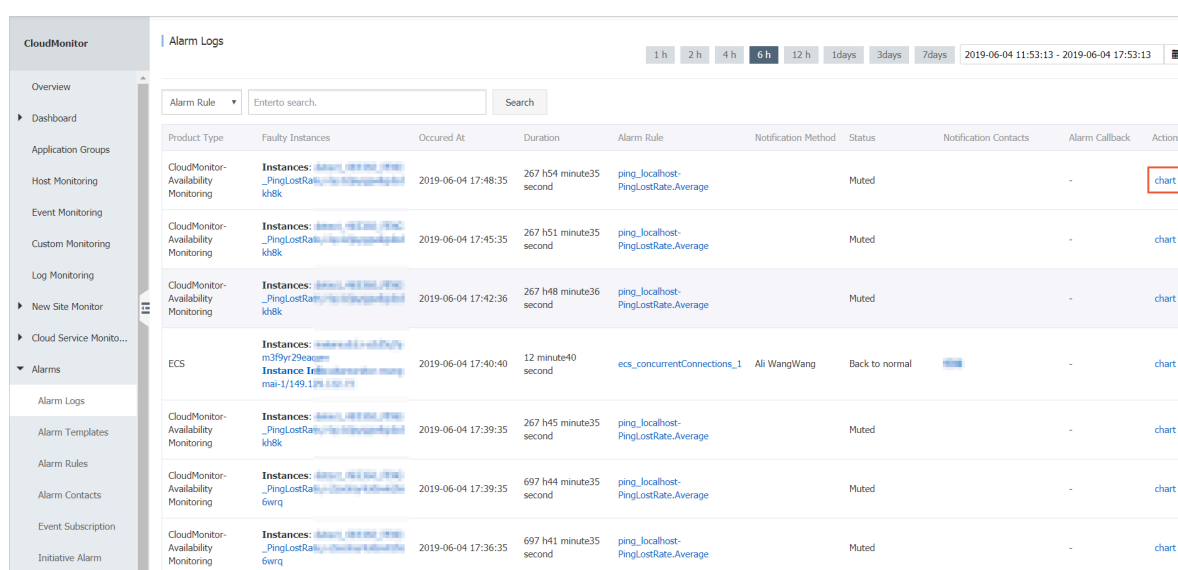 CloudMonitor
Overview
Dashboard
Application Groups
Host Monitoring
Event Monitoring
Custom Monitoring
Log Monitoring
New Site Monitor
Cloud Service Monito...
Alarms
Alarm Logs
Alarm Templates
Alarm Rules
Alarm Contacts
Event Subscription
Initiative Alarm
Alarm Logs
1 h 2 h 4 h 6 h 12 h 1days 3days 7days 2019-06-04 11:53:13 - 2019-06-04 17:53:13
Alarm Rule Enterto search. Search
Product Type Faulty Instances Occured At Duration Alarm Rule Notification Method Status Notification Contacts Alarm Callback Action
CloudMonitor- Instances:
Availability _PingLostRa 2019-06-04 17:48:35 267 h54 minute35 ping_localhost- Muted - chart
Monitoring kh8k second PingLostRate.Average
CloudMonitor- Instances:
Availability _PingLostRa 2019-06-04 17:45:35 267 h51 minute35 ping_localhost- Muted - chart
Monitoring kh8k second PingLostRate.Average
CloudMonitor- Instances:
Availability _PingLostRa 2019-06-04 17:42:36 267 h48 minute36 ping_localhost- Muted - chart
Monitoring kh8k second PingLostRate.Average
Instances:
m3f9yr29ea
ECS 2019-06-04 17:40:40 12 minute40 ecs_concurrentConnections_1 Ali WangWang Back to normal - chart
Instance second
mai-1/149.1
CloudMonitor- Instances:
Availability _PingLostRa 2019-06-04 17:39:35 267 h45 minute35 ping_localhost- Muted - chart
Monitoring kh8k second PingLostRate.Average
CloudMonitor- Instances:
Availability _PingLostRa 2019-06-04 17:39:35 697 h44 minute35 ping_localhost- Muted - chart
Monitoring 6wrq second PingLostRate.Average
CloudMonitor- Instances:
Availability _PingLostRa 2019-06-04 17:36:35 697 h41 minute35 ping_localhost- Muted - chart
Monitoring 6wrq second PingLostRate.Average